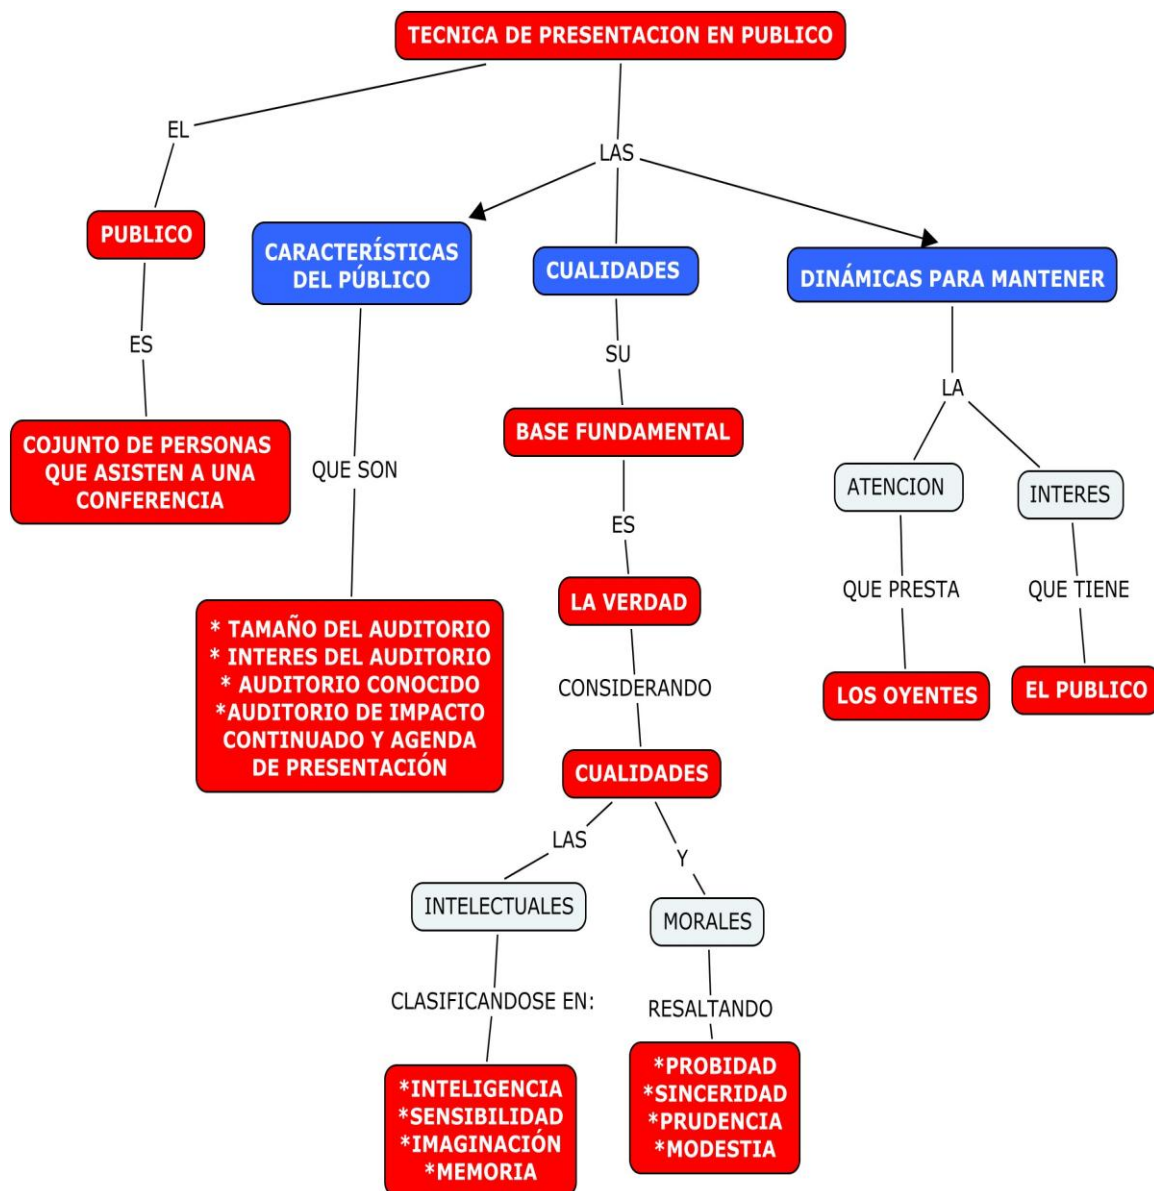 TECNICA DE PRESENTACION EN PUBLICO
EL
LAS
PUBLICO
CARACTERÍSTICAS
DEL PÚBLICO
CUALIDADES
DINÁMICAS PARA MANTENER
ES
SU
LA
COJUNTO DE PERSONAS
QUE ASISTEN A UNA
CONFERENCIA
QUE SON
BASE FUNDAMENTAL
ATENCION
INTERES
ES
QUE PRESTA
QUE TIENE
* TAMAÑO DEL AUDITORIO
* INTERES DEL AUDITORIO
* AUDITORIO CONOCIDO
*AUDITORIO DE IMPACTO
CONTINUADO Y AGENDA
DE PRESENTACIÓN
LA VERDAD
LOS OYENTES
EL PUBLICO
CONSIDERANDO
CUALIDADES
LAS
Y
INTELECTUALES
MORALES
CLASIFICANDOSE EN:
RESALTANDO
*INTELIGENCIA
*SENSIBILIDAD
*IMAGINACIÓN
*MEMORIA
*PROBIDAD
*SINCERIDAD
*PRUDENCIA
*MODESTIA